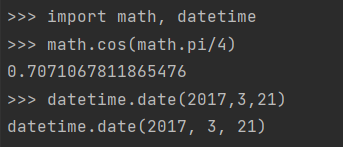 >>> import math, datetime
>>> math.cos(math.pi/4)
0.7071067811865476
>>> datetime.date(2017,3,21)
datetime.date(2017, 3, 21)